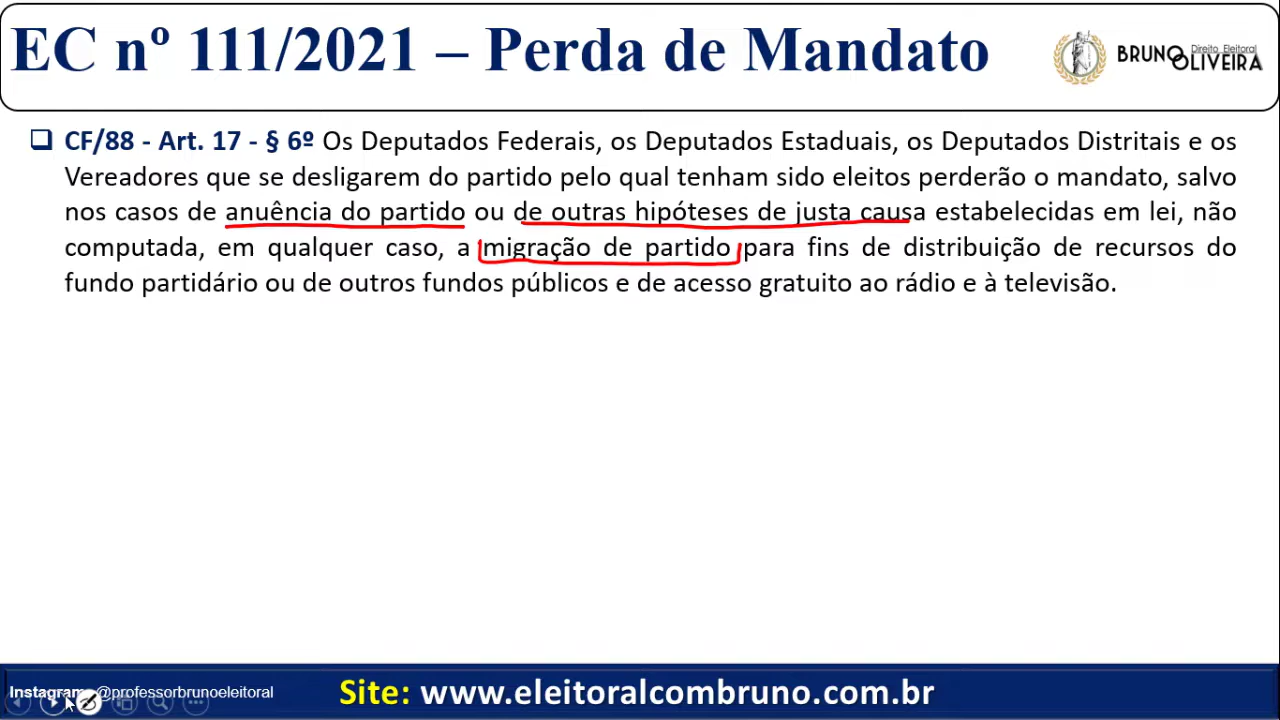 EC nº 111/2021 – Perda de Mandato
BRUNO Direito Eleitoral
OLIVEIRA
CF/88 - Art. 17 - § 6º Os Deputados Federais, os Deputados Estaduais, os Deputados Distritais e os
Vereadores que se desligarem do partido pelo qual tenham sido eleitos perderão o mandato, salvo
nos casos de anuência do partido ou de outras hipóteses de justa causa estabelecidas em lei, não
computada, em qualquer caso, a migração de partido para fins de distribuição de recursos do
fundo partidário ou de outros fundos públicos e de acesso gratuito ao rádio e à televisão.
Instagram: @professorbrunoeleitoral
Site: www.eleitoralcombruno.com.br